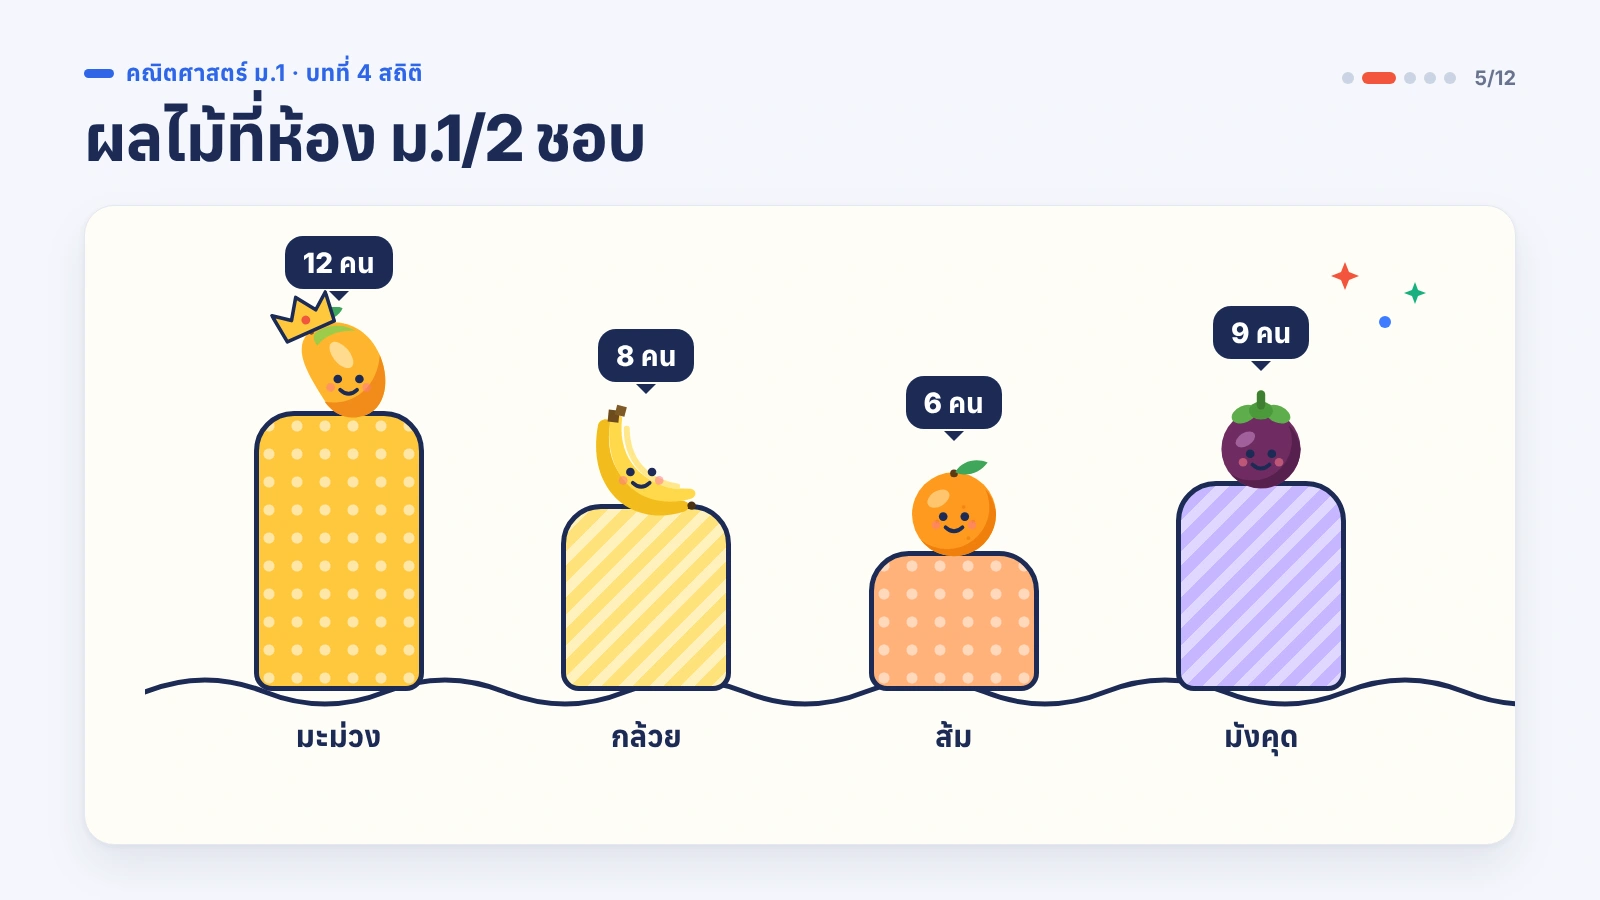 คณิตศาสตร์ ม.1 · บทที่ 4 สถิติ
5/12
ผลไม้ที่ห้อง ม.1/2 ชอบ
12 คน
8 คน
6 คน
9 คน
มะม่วง
กล้วย
ส้ม
มังคุด